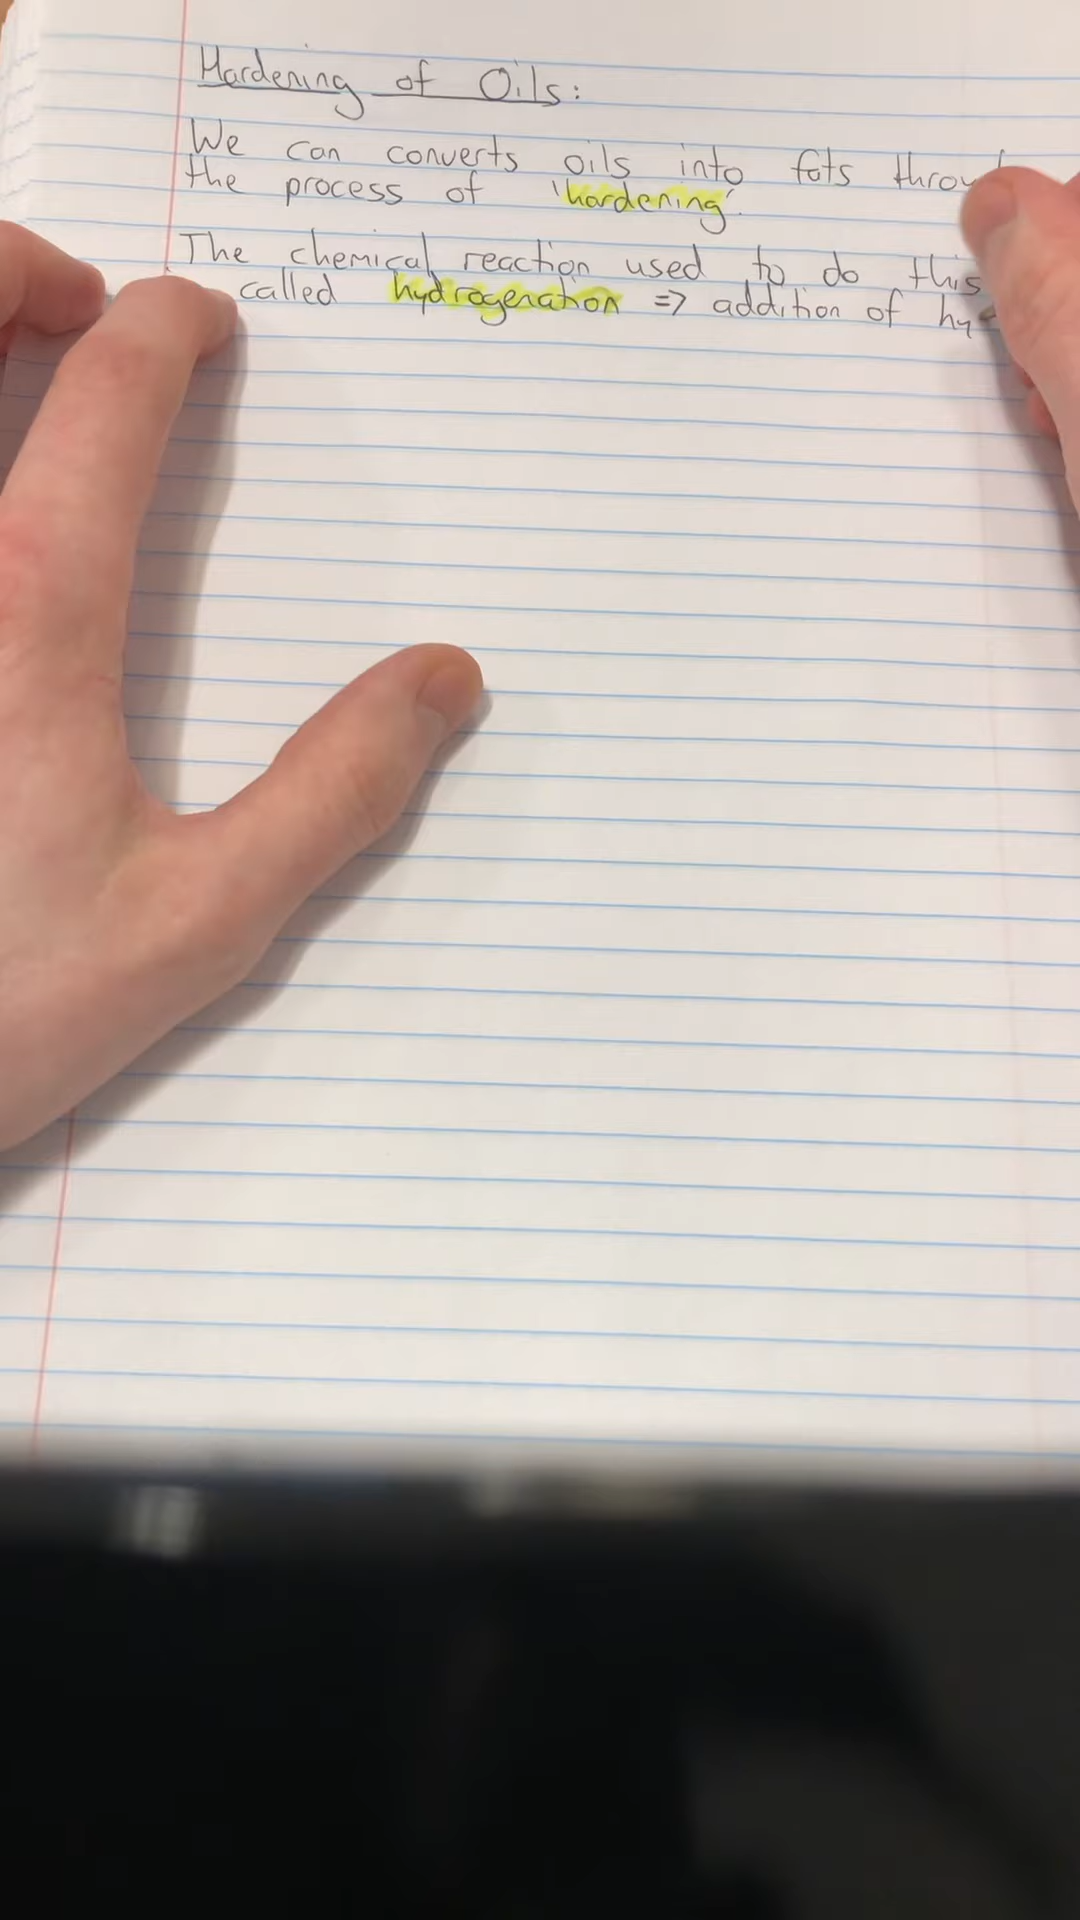 Hardening of Oils:
We can converts oils into fats
the process of 'hardening'.
The chemical reaction used to do this
called hydrogenation => addition of